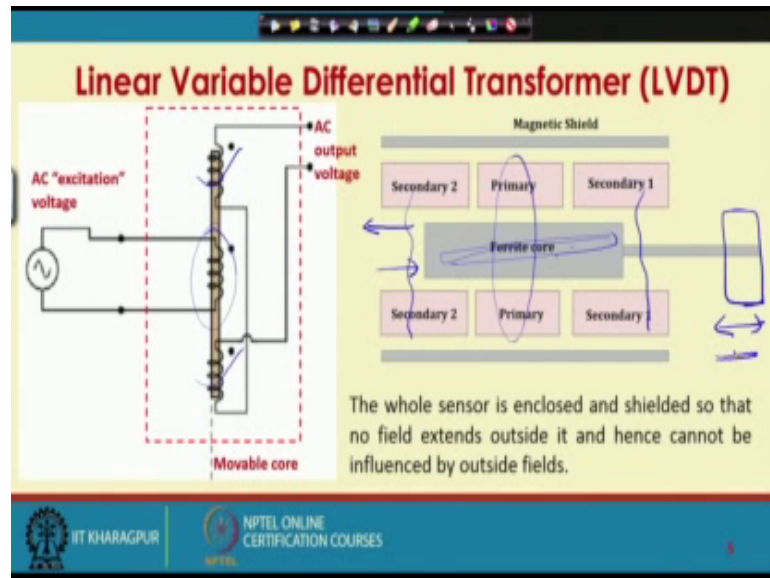 Linear Variable Differential Transformer (LVDT)
AC "excitation"
voltage
AC
output
voltage
Movable core
Magnetic Shield
Secondary 2 Primary Secondary 1
Ferrite core
Secondary 2 Primary Secondary 1
The whole sensor is enclosed and shielded so that
no field extends outside it and hence cannot be
influenced by outside fields.
IIT KHARAGPUR
NPTEL
NPTEL ONLINE
CERTIFICATION COURSES